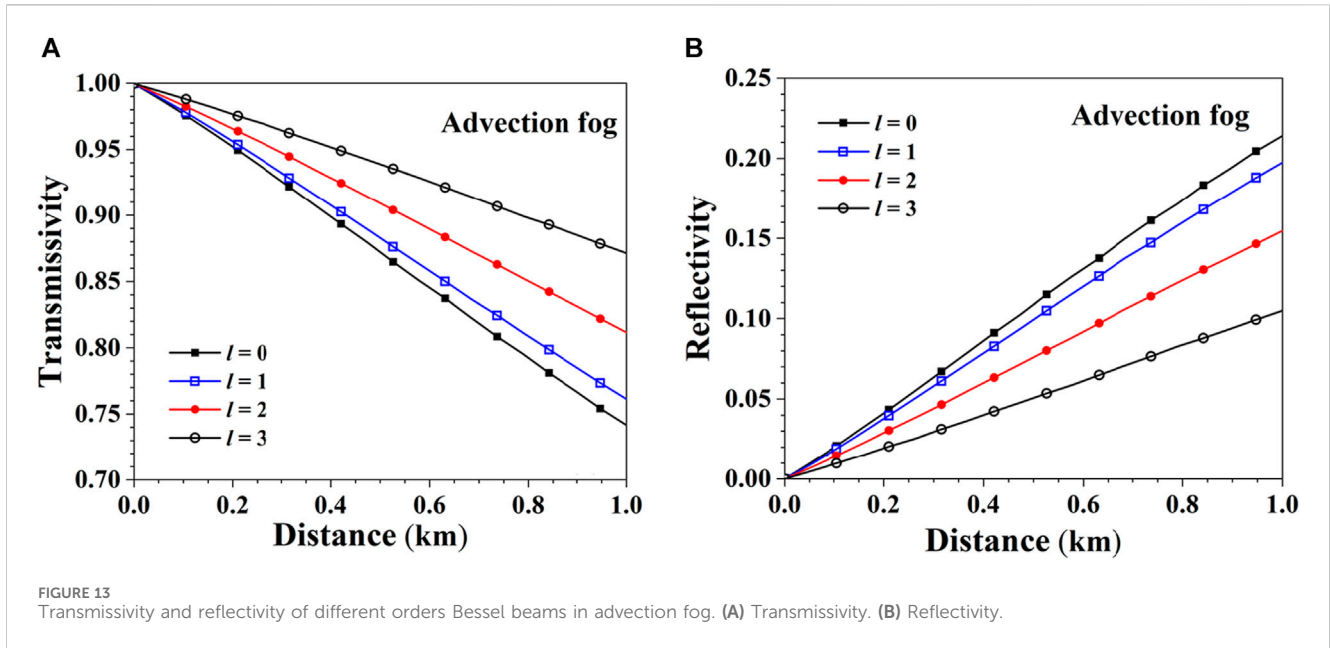 A
1.00
0.95
0.90
0.85
0.80
0.75
0.70
Transmissivity
Advection fog
l = 0
l = 1
l = 2
l = 3
0.0 0.2 0.4 0.6 0.8 1.0
Distance (km)
B
0.25
0.20
0.15
0.10
0.05
0.00
Reflectivity
Advection fog
l = 0
l = 1
l = 2
l = 3
0.0 0.2 0.4 0.6 0.8 1.0
Distance (km)
FIGURE 13
Transmissivity and reflectivity of different orders Bessel beams in advection fog. (A) Transmissivity. (B) Reflectivity.